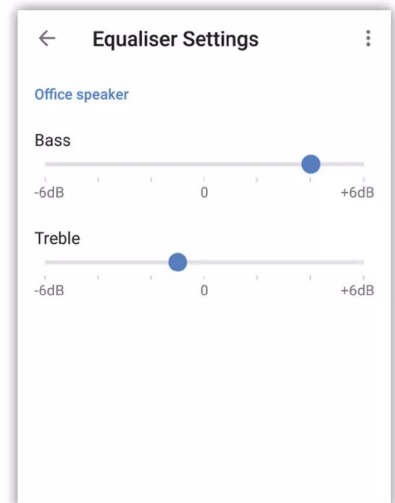 Equaliser Settings
Office speaker
Bass
-6dB 0 +6dB
Treble
-6dB 0 +6dB